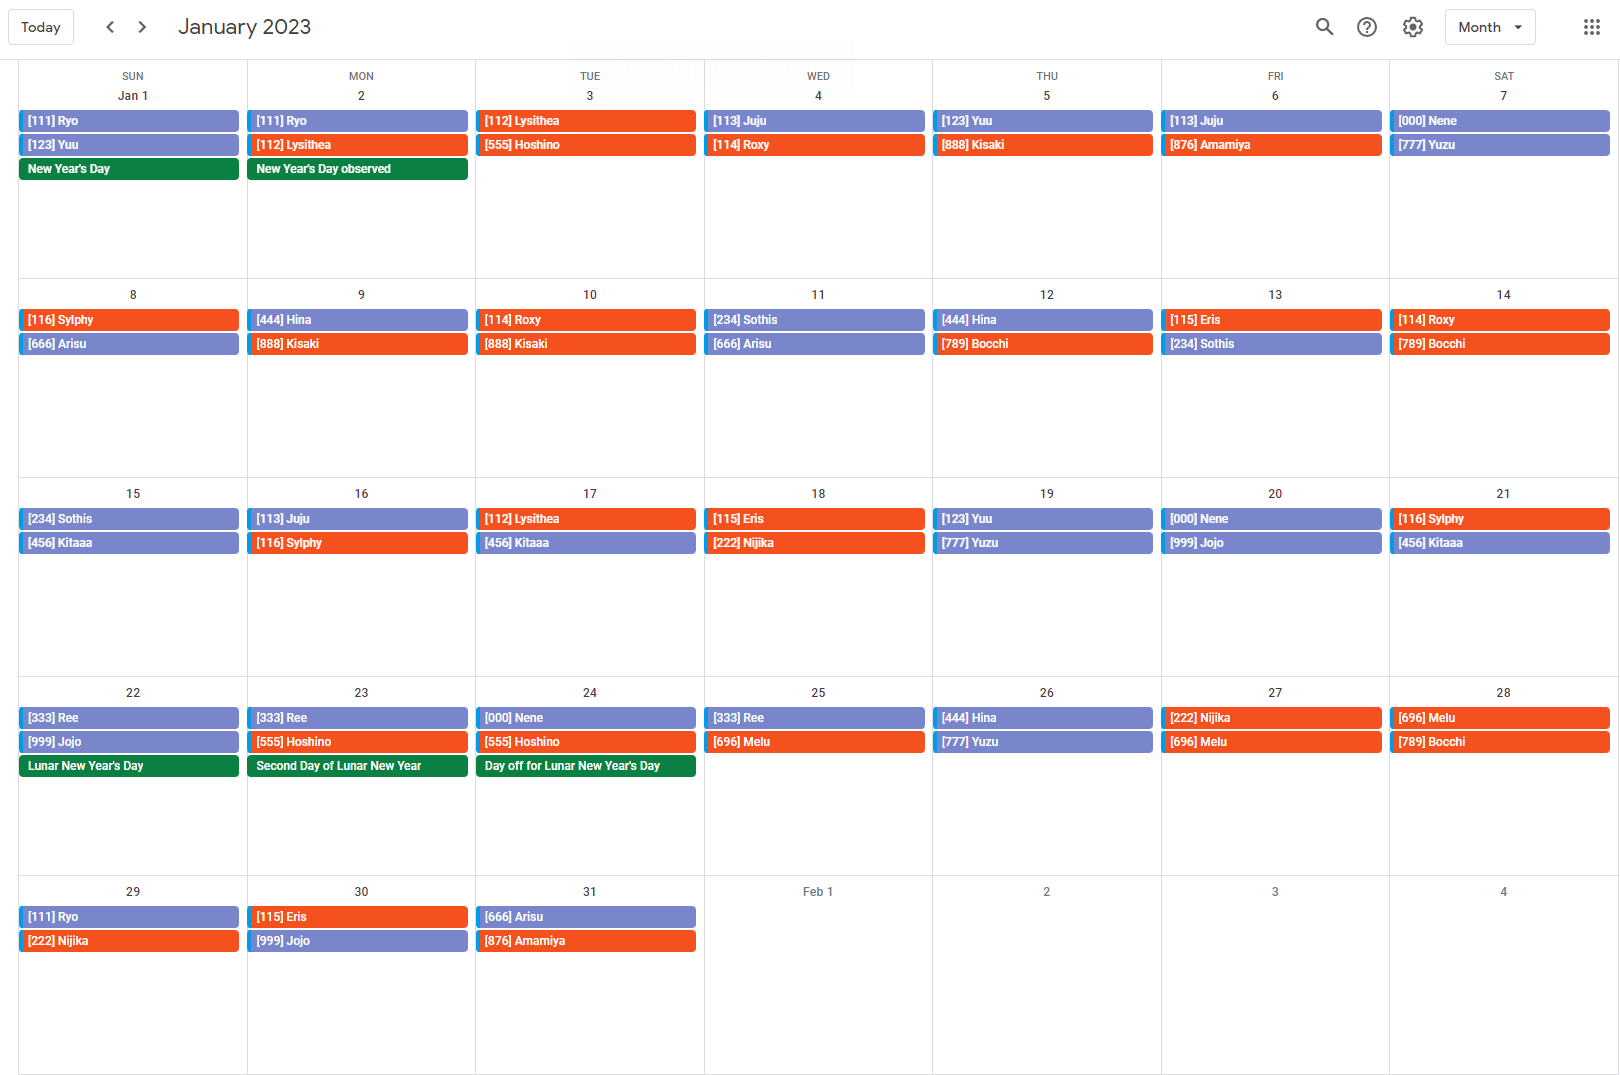 Today
January 2023
Month
SUN MON TUE WED THU FRI SAT
Jan 1 2 3 4 5 6 7
[111] Ryo [111] Ryo [112] Lysithea [113] Juju [123] Yuu [113] Juju [000] Nene
[123] Yuu [112] Lysithea [555] Hoshino [114] Roxy [888] Kisaki [876] Amamiya [777] Yuzu
New Year's Day New Year's Day observed
8 9 10 11 12 13 14
[116] Sylphy [444] Hina [114] Roxy [234] Sothis [444] Hina [115] Eris [114] Roxy
[666] Arisu [888] Kisaki [888] Kisaki [666] Arisu [789] Bocchi [234] Sothis [789] Bocchi
15 16 17 18 19 20 21
[234] Sothis [113] Juju [112] Lysithea [115] Eris [123] Yuu [000] Nene [116] Sylphy
[456] Kitaaa [116] Sylphy [456] Kitaaa [222] Nijika [777] Yuzu [999] Jojo [456] Kitaaa
22 23 24 25 26 27 28
[333] Ree [333] Ree [000] Nene [333] Ree [444] Hina [222] Nijika [696] Melu
[999] Jojo [555] Hoshino [555] Hoshino [696] Melu [777] Yuzu [696] Melu [789] Bocchi
Lunar New Year's Day Second Day of Lunar New Year Day off for Lunar New Year's Day
29 30 31 Feb 1 2 3 4
[111] Ryo [115] Eris [666] Arisu
[222] Nijika [999] Jojo [876] Amamiya